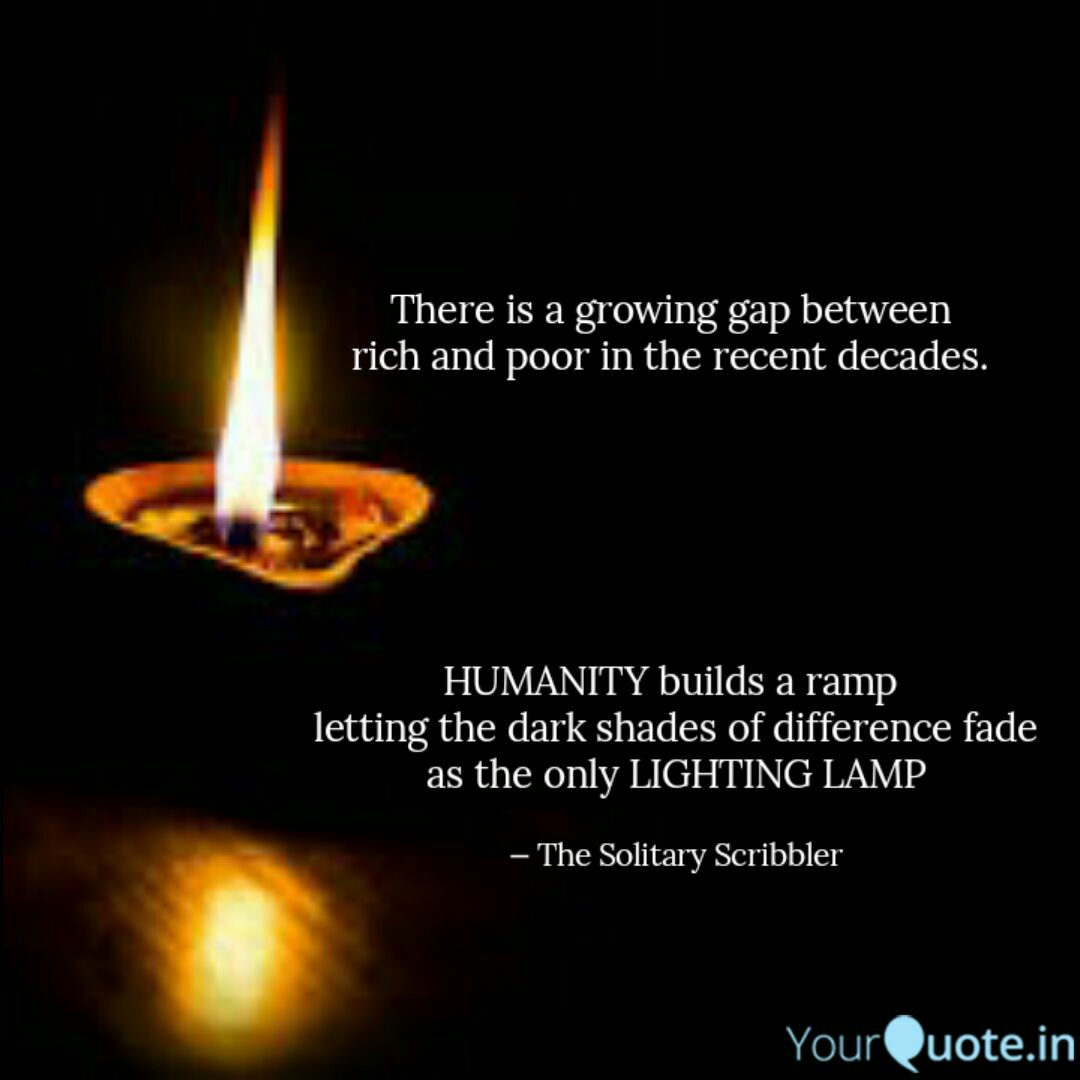 There is a growing gap between
rich and poor in the recent decades.
HUMANITY builds a ramp
letting the dark shades of difference fade
as the only LIGHTING LAMP
– The Solitary Scribbler
YourQuote.in